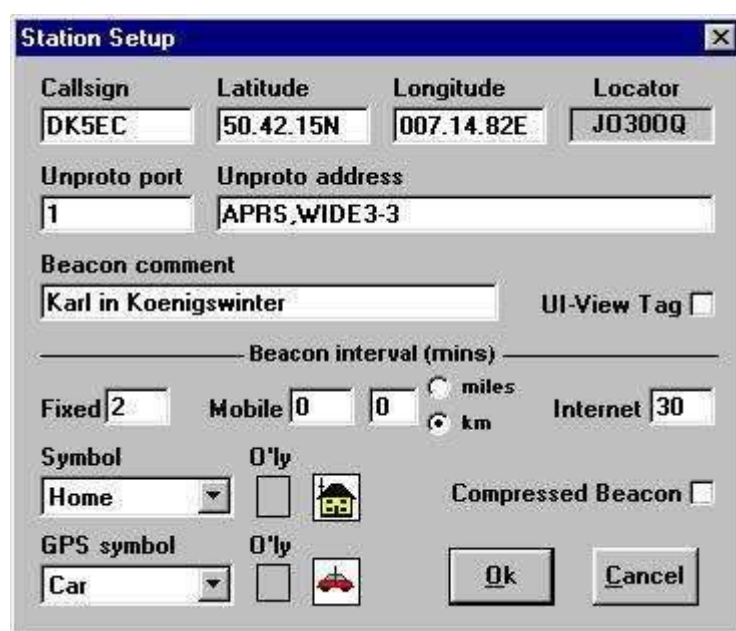 Station Setup
Callsign Latitude Longitude Locator
DK5EC 50.42.15N 007.14.82E JO30OQ
Unproto port Unproto address
1 APRS,WIDE3-3
Beacon comment
Karl in Koenigswinter UI-View Tag
Beacon interval (mins)
Fixed 2 Mobile 0 0 miles km Internet 30
Symbol O'ly
Home Compressed Beacon
GPS symbol O'ly
Car Ok Cancel